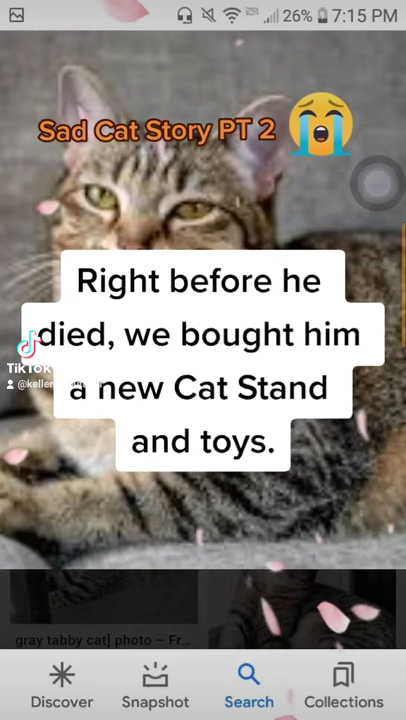 26% 7:15 PM
Sad Cat Story PT 2
Right before he
died, we bought him
a new Cat Stand
and toys.
TikTok
gray tabby cat] photo – Fr...
Discover Snapshot Search Collections